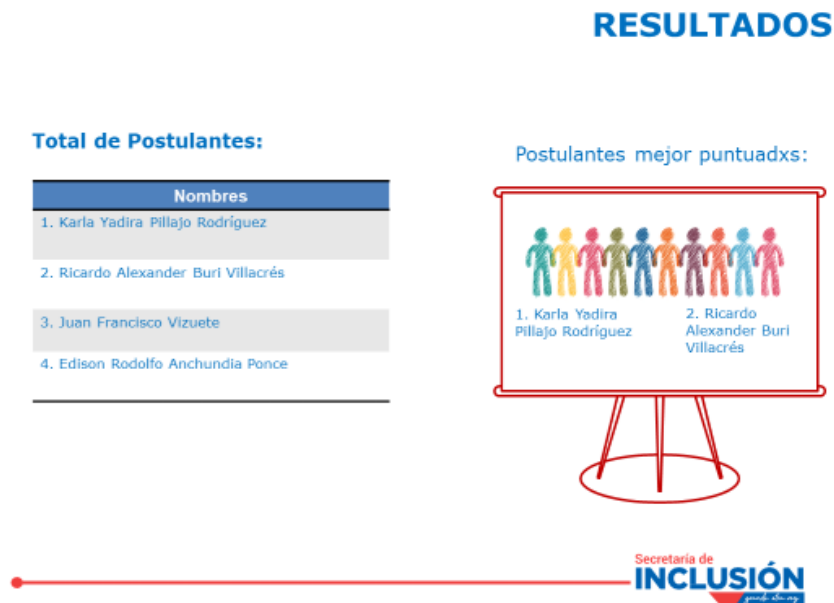 RESULTADOS
Total de Postulantes:
Nombres
1. Karla Yadira Pillajo Rodríguez
2. Ricardo Alexander Buri Villacrés
3. Juan Francisco Vizuete
4. Edison Rodolfo Anchundia Ponce
Postulantes mejor puntuadxs:
1. Karla Yadira
Pillajo Rodríguez
2. Ricardo
Alexander Buri
Villacrés
Secretaría de
INCLUSIÓN